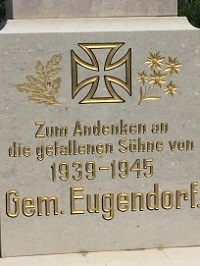 Zum Andenken an
die gefallenen Söhne von
1939-1945
Gem. Eugendorf.